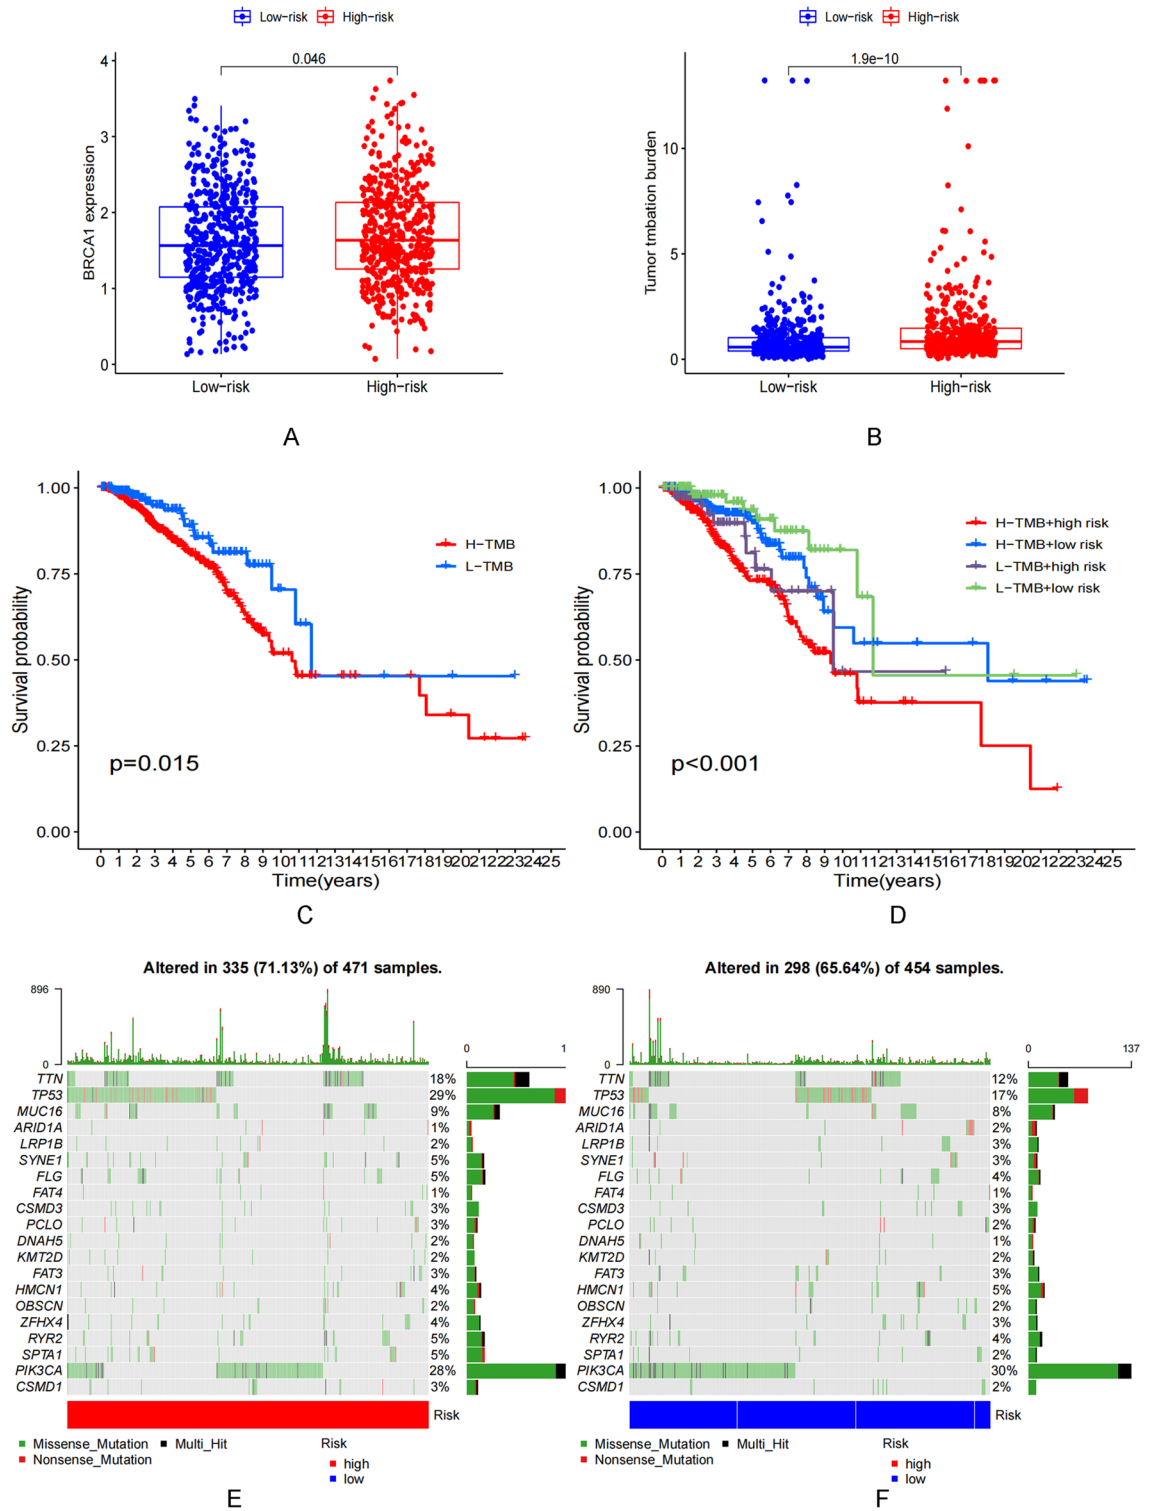 Low-risk High-risk
Low-risk High-risk
0.046
1.9e-10
BRCA1 expression
4
3
2
1
0
Low-risk
High-risk
Tumor tmbation burden
10
5
0
Low-risk
High-risk
A
B
Survival probability
1.00
0.75
0.50
0.25
0.00
H-TMB
L-TMB
p=0.015
0 1 2 3 4 5 6 7 8 9 10 11 12 13 14 15 16 17 18 19 20 21 22 23 24 25
Time(years)
Survival probability
1.00
0.75
0.50
0.25
0.00
H-TMB+high risk
H-TMB+low risk
L-TMB+high risk
L-TMB+low risk
p<0.001
0 1 2 3 4 5 6 7 8 9 10 11 12 13 14 15 16 17 18 19 20 21 22 23 24 25
Time(years)
C
D
Altered in 335 (71.13%) of 471 samples.
896
0
0 1
TTN 18%
TP53 29%
MUC16 9%
ARID1A 1%
LRP1B 2%
SYNE1 5%
FLG 5%
FAT4 1%
CSMD3 3%
PCLO 3%
DNAH5 2%
KMT2D 2%
FAT3 3%
HMCN1 4%
OBSCN 2%
ZFHX4 4%
RYR2 5%
SPTA1 5%
PIK3CA 28%
CSMD1 3%
Risk
Missense_Mutation Multi_Hit
Nonsense_Mutation
Risk
high
low
Altered in 298 (65.64%) of 454 samples.
890
0
0 137
TTN 12%
TP53 17%
MUC16 8%
ARID1A 2%
LRP1B 3%
SYNE1 3%
FLG 4%
FAT4 1%
CSMD3 3%
PCLO 2%
DNAH5 1%
KMT2D 2%
FAT3 3%
HMCN1 5%
OBSCN 2%
ZFHX4 3%
RYR2 4%
SPTA1 2%
PIK3CA 30%
CSMD1 2%
Risk
Missense_Mutation Multi_Hit
Nonsense_Mutation
Risk
high
low
E
F